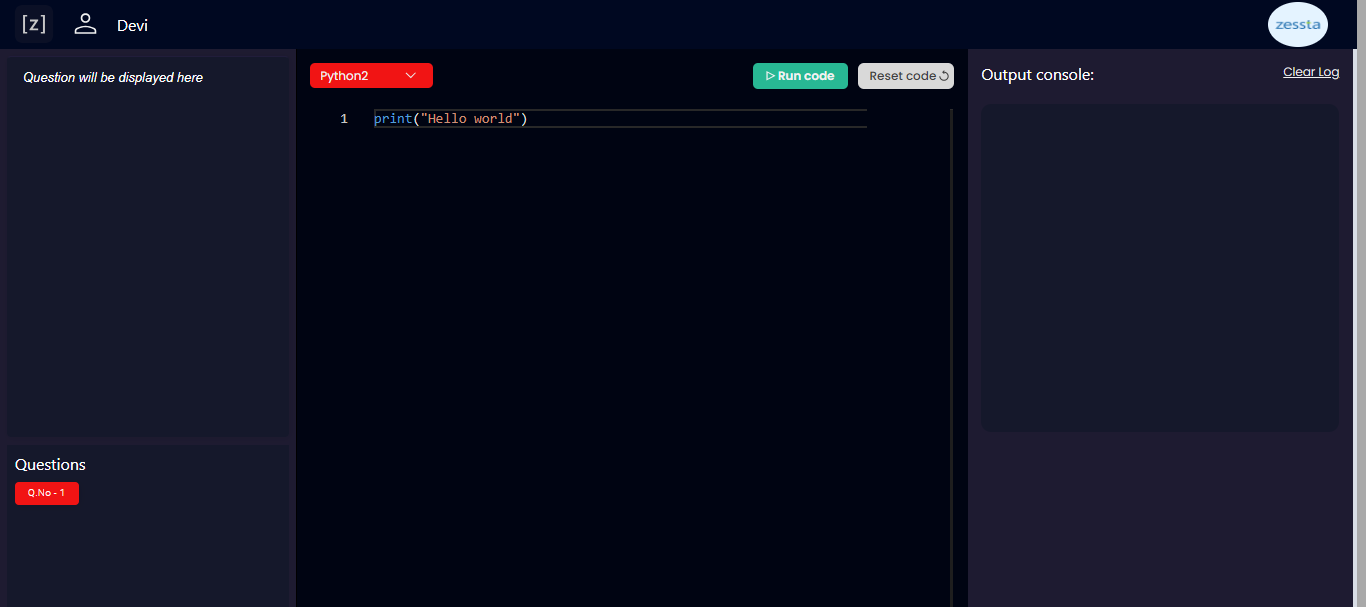 [z] Devi
zessta
Question will be displayed here
Python2
Run code
Reset code
1 print("Hello world")
Output console:
Clear Log
Questions
Q.No - 1